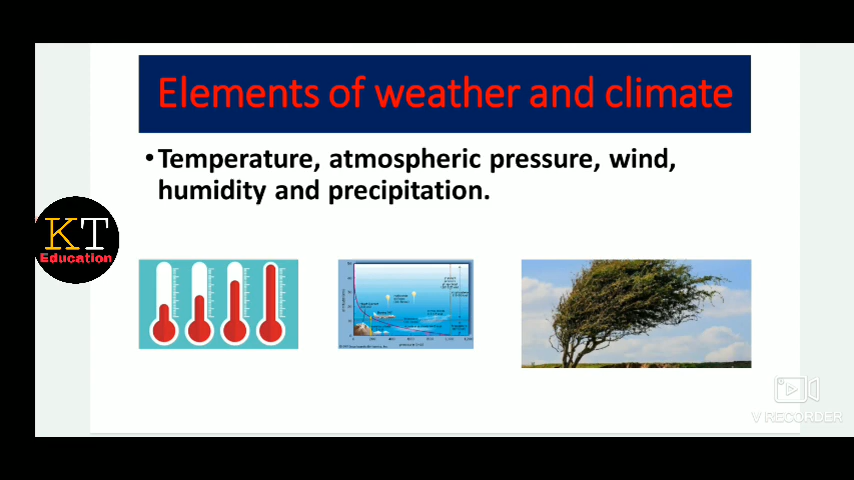 Elements of weather and climate
•Temperature, atmospheric pressure, wind,
humidity and precipitation.
KT
Education
V RECORDER